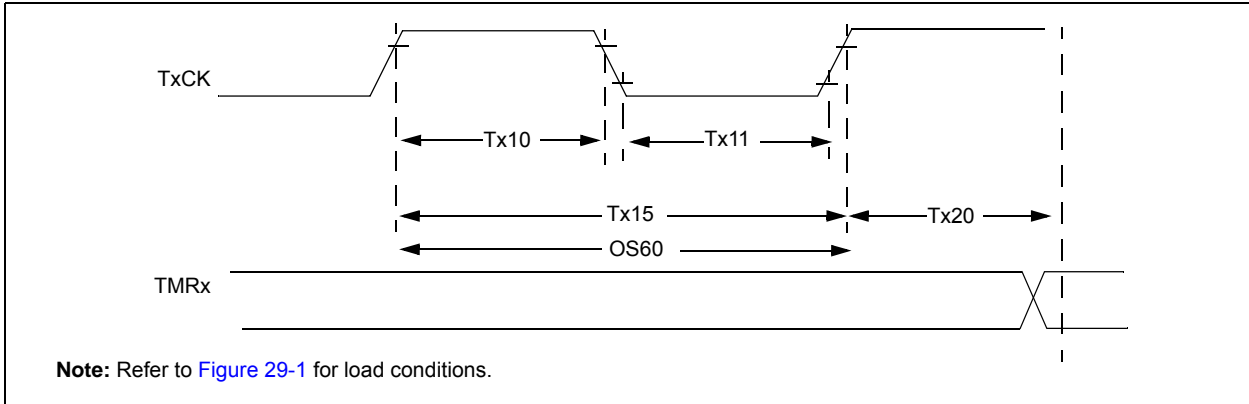 TxCK
Tx10
Tx11
Tx15
Tx20
OS60
TMRx
Note: Refer to Figure 29-1 for load conditions.